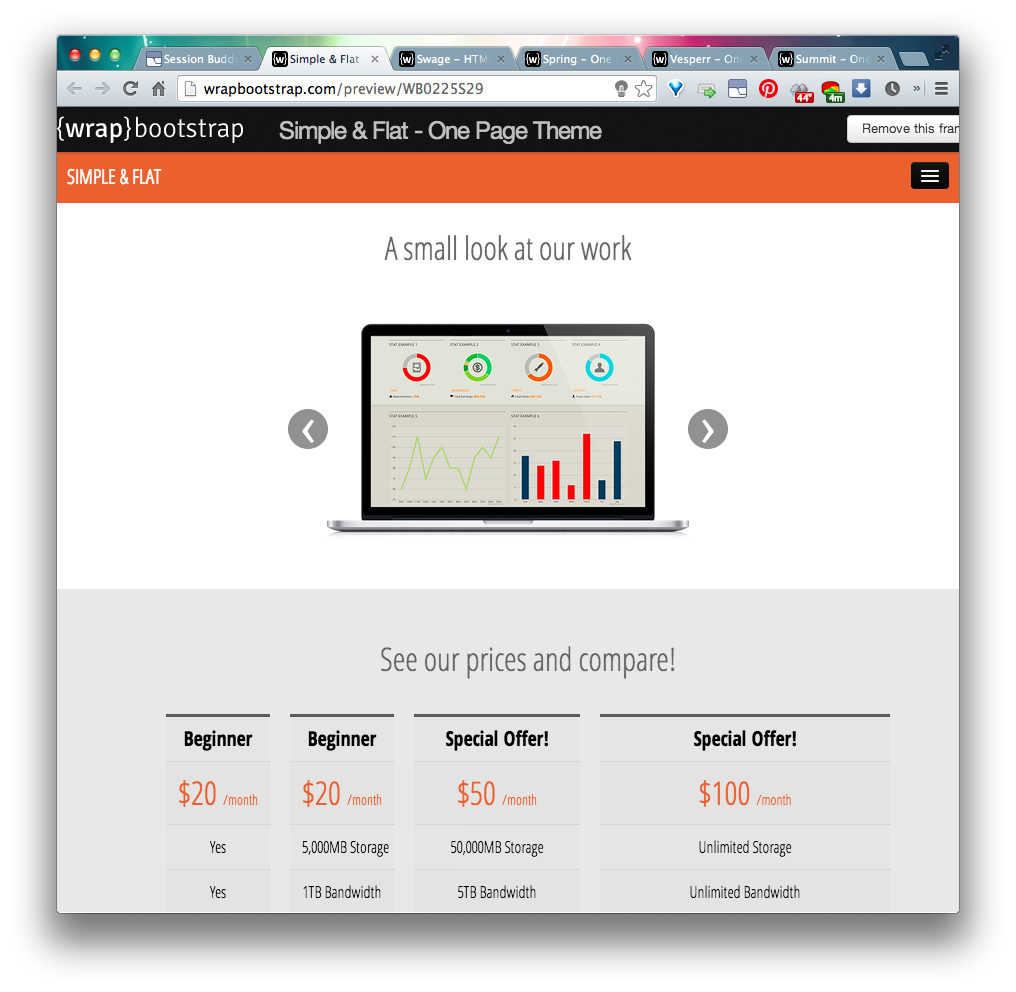 Session Budd
Simple & Flat
Swage – HTM
Spring – One
Vesperr – One
Summit – One
wrapbootstrap.com/preview/WB0225S29
44*
4m
»
{wrap}bootstrap
Simple & Flat - One Page Theme
Remove this fran
SIMPLE & FLAT
A small look at our work
STAT EXAMPLE 1
STAT EXAMPLE 2
STAT EXAMPLE 3
STAT EXAMPLE 4
STAT EXAMPLE 5
STAT EXAMPLE 6
See our prices and compare!
Beginner
Beginner
Special Offer!
Special Offer!
$20 /month
$20 /month
$50 /month
$100 /month
Yes
5,000MB Storage
50,000MB Storage
Unlimited Storage
Yes
1TB Bandwidth
5TB Bandwidth
Unlimited Bandwidth